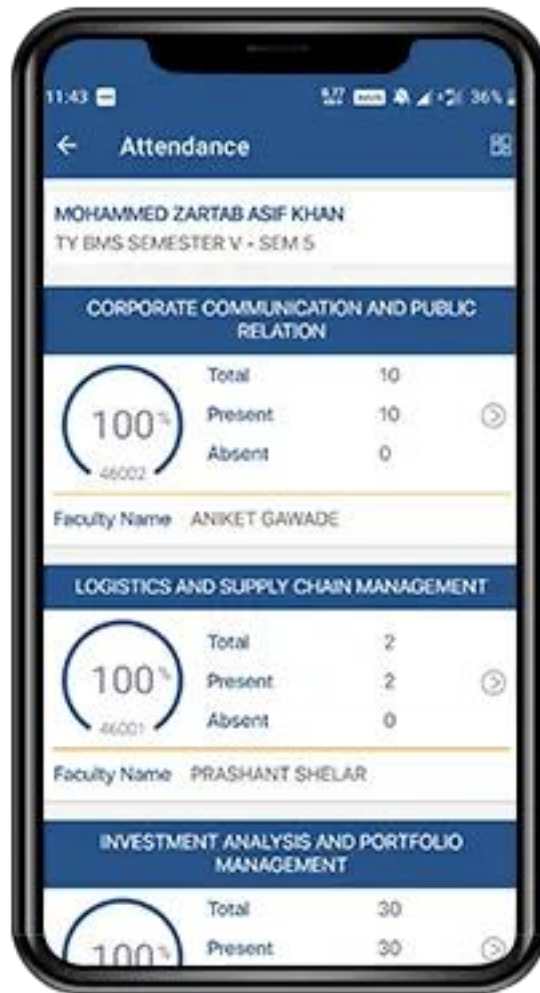 11:43
36%
Attendance
MOHAMMED ZARTAB ASIF KHAN
TY BMS SEMESTER V - SEM 5
CORPORATE COMMUNICATION AND PUBLIC
RELATION
Total 10
100% Present 10
Absent 0
46002
Faculty Name ANIKET GAWADE
LOGISTICS AND SUPPLY CHAIN MANAGEMENT
Total 2
100% Present 2
Absent 0
46001
Faculty Name PRASHANT SHELAR
INVESTMENT ANALYSIS AND PORTFOLIO
MANAGEMENT
Total 30
100% Present 30